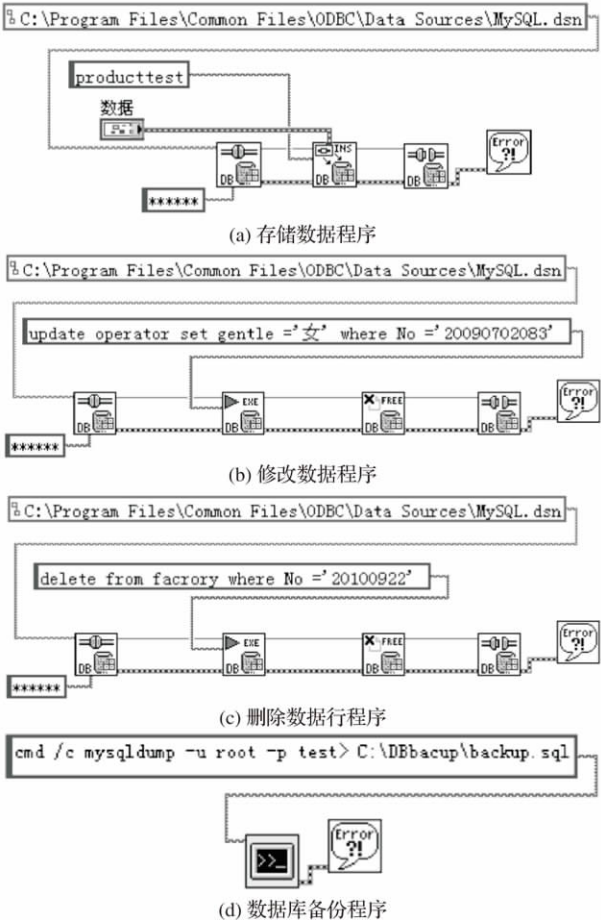 C:\Program Files\Common Files\ODBC\Data Sources\MySQL.dsn
producttest
数据
INS
Error
?!
DB
DB
DB
******
(a) 存储数据程序
C:\Program Files\Common Files\ODBC\Data Sources\MySQL.dsn
update operator set gentle ='女' where No ='20090702083'
EXE
FREE
Error
?!
DB
DB
DB
DB
******
(b) 修改数据程序
C:\Program Files\Common Files\ODBC\Data Sources\MySQL.dsn
delete from facrory where No ='20100922'
EXE
FREE
Error
?!
DB
DB
DB
DB
******
(c) 删除数据行程序
cmd /c mysqldump -u root -p test> C:\DBbacup\backup.sql
Error
?!
>>_
(d) 数据库备份程序